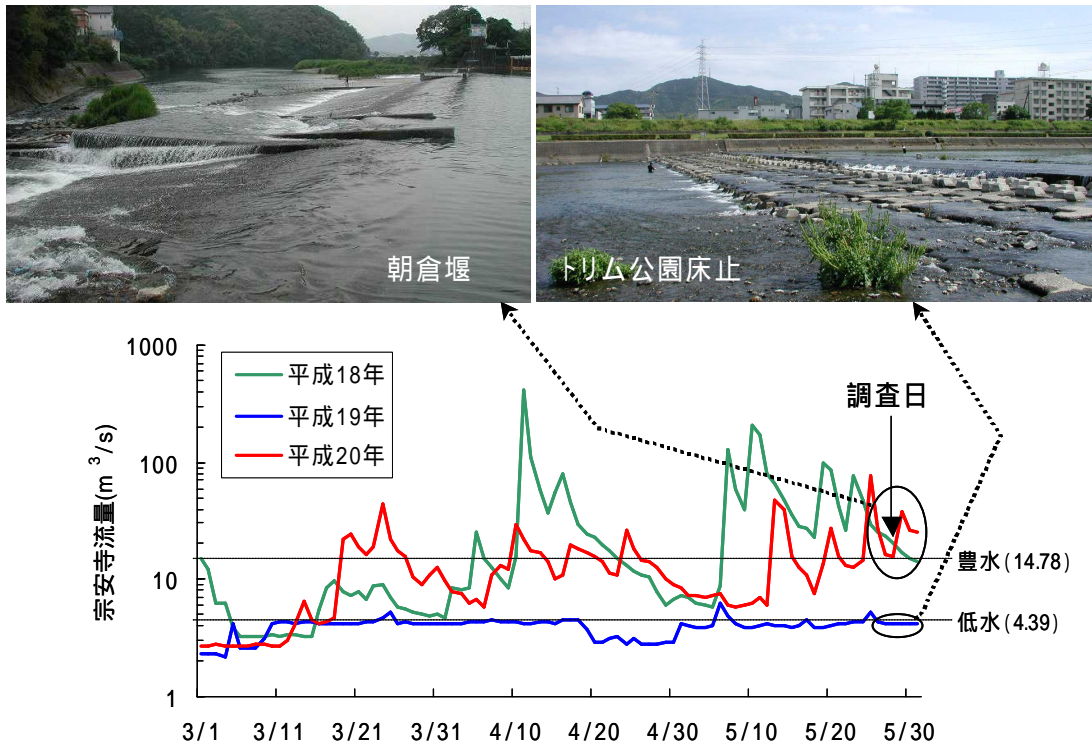 朝倉堰
トリム公園床止
宗安寺流量(m³/s)
1000
100
10
1
平成18年
平成19年
平成20年
調査日
豊水(14.78)
低水(4.39)
3/1 3/11 3/21 3/31 4/10 4/20 4/30 5/10 5/20 5/30